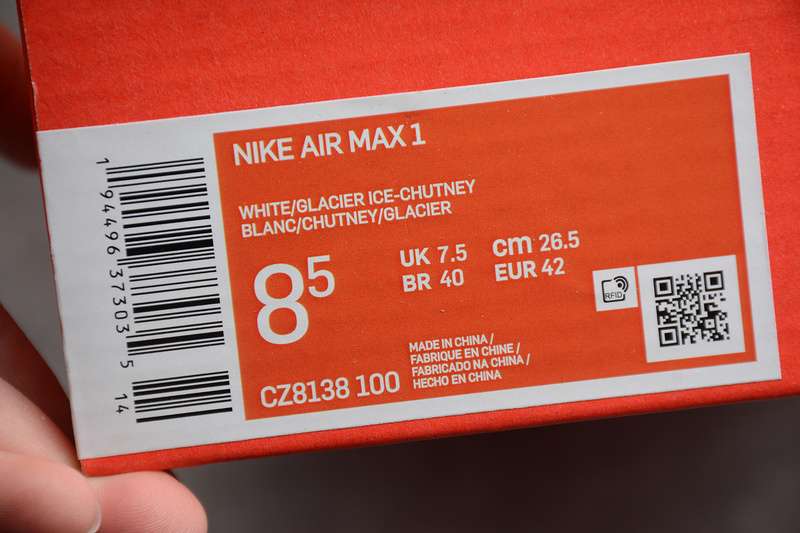 NIKE AIR MAX 1
WHITE/GLACIER ICE-CHUTNEY
BLANC/CHUTNEY/GLACIER
8⁵
UK 7.5
cm 26.5
BR 40
EUR 42
MADE IN CHINA /
FABRIQUE EN CHINE /
FABRICADO NA CHINA /
HECHO EN CHINA
CZ8138 100
RFID
1 94496 37303 5 14